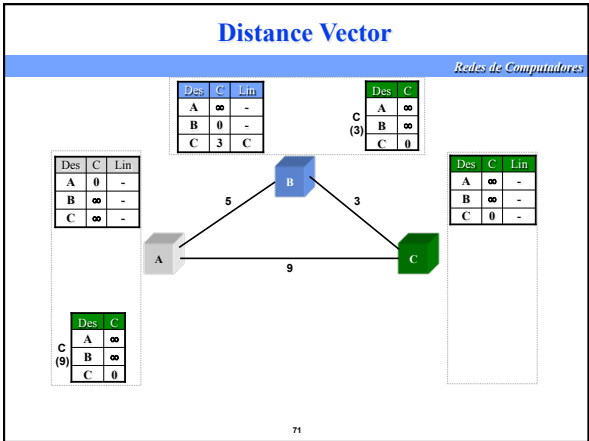 Distance Vector
Redes de Computadores
Des C Lin
A ∞ -
B 0 -
C 3 C
C
(3)
Des C
A ∞
B ∞
C 0
Des C Lin
A 0 -
B ∞ -
C ∞ -
Des C Lin
A ∞ -
B ∞ -
C 0 -
B
5
3
A
C
9
C
(9)
Des C
A ∞
B ∞
C 0
71